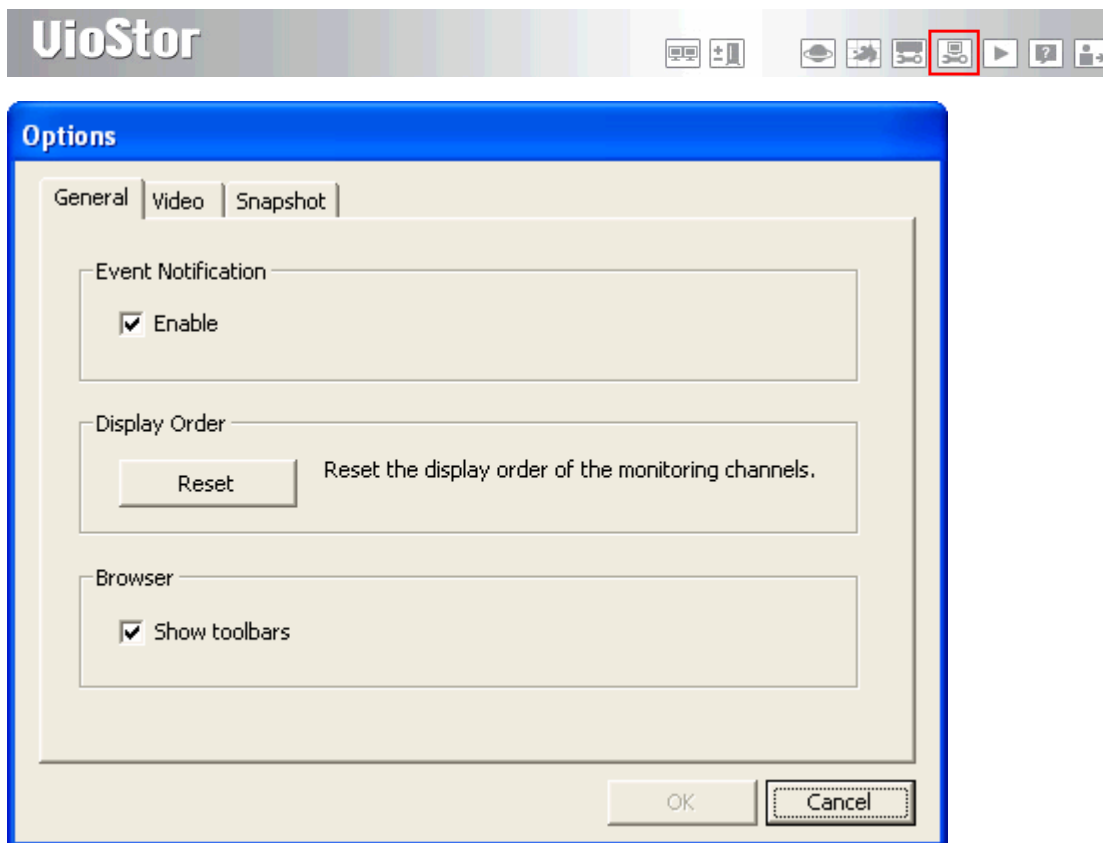 VioStor
Options
General Video Snapshot
Event Notification
Enable
Display Order
Reset Reset the display order of the monitoring channels.
Browser
Show toolbars
OK Cancel